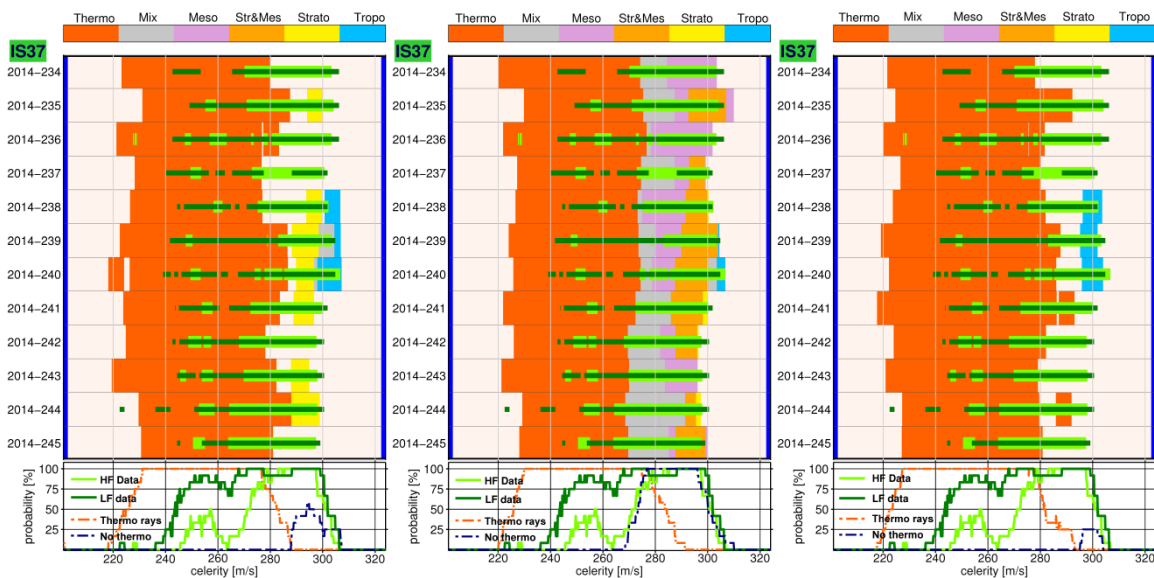 Thermo Mix Meso Str&Mes Strato Tropo
IS37
2014−234
2014−235
2014−236
2014−237
2014−238
2014−239
2014−240
2014−241
2014−242
2014−243
2014−244
2014−245
probability [%]
100
75
50
25
HF Data
LF data
Thermo rays
No thermo
220 240 260 280 300 320
celerity [m/s]
Thermo Mix Meso Str&Mes Strato Tropo
IS37
2014−234
2014−235
2014−236
2014−237
2014−238
2014−239
2014−240
2014−241
2014−242
2014−243
2014−244
2014−245
probability [%]
100
75
50
25
HF Data
LF data
Thermo rays
No thermo
220 240 260 280 300 320
celerity [m/s]
Thermo Mix Meso Str&Mes Strato Tropo
IS37
2014−234
2014−235
2014−236
2014−237
2014−238
2014−239
2014−240
2014−241
2014−242
2014−243
2014−244
2014−245
probability [%]
100
75
50
25
HF Data
LF data
Thermo rays
No thermo
220 240 260 280 300 320
celerity [m/s]